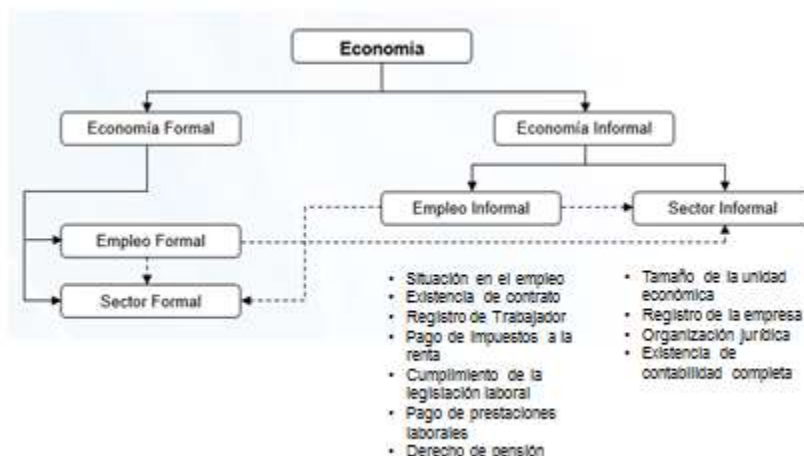 Economía
Economía Formal
Economía Informal
Empleo Informal
Sector Informal
Empleo Formal
Sector Formal
• Situación en el empleo
• Existencia de contrato
• Registro de Trabajador
• Pago de Impuestos a la
renta
• Cumplimiento de la
legislación laboral
• Pago de prestaciones
laborales
• Derecho de pensión
• Tamaño de la unidad
económica
• Registro de la empresa
• Organización jurídica
• Existencia de
contabilidad completa